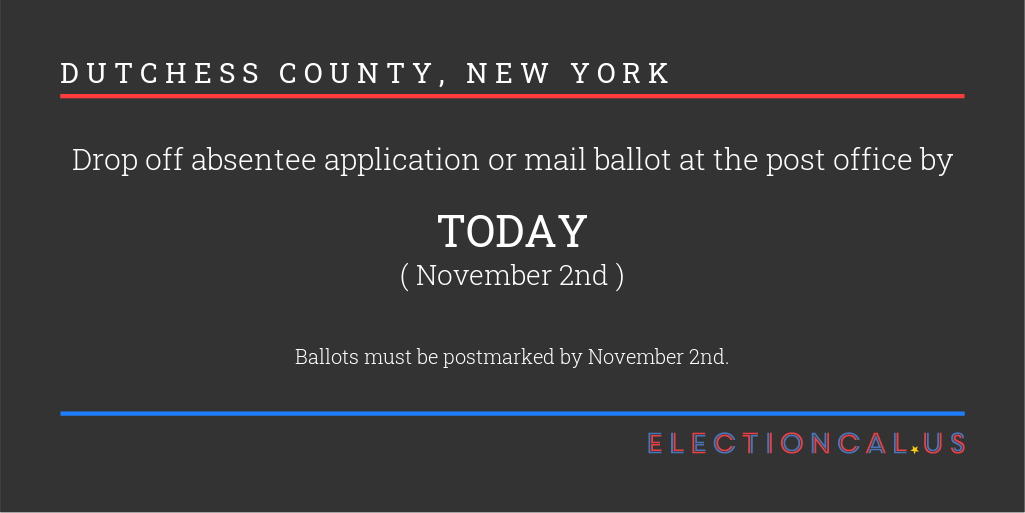 DUTCHESS COUNTY, NEW YORK
Drop off absentee application or mail ballot at the post office by
TODAY
( November 2nd )
Ballots must be postmarked by November 2nd.
ELECTIONCAL.US